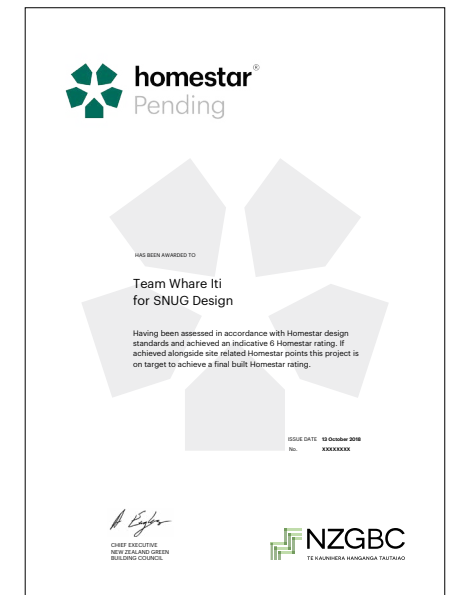 homestar®
Pending
HAS BEEN AWARDED TO
Team Whare Iti
for SNUG Design
Having been assessed in accordance with Homestar design
standards and achieved an indicative 6 Homestar rating. If
achieved alongside site related Homestar points this project is
on target to achieve a final built Homestar rating.
ISSUE DATE 13 October 2018
No. XXXXXXXX
A Eagles
CHIEF EXECUTIVE
NEW ZEALAND GREEN
BUILDING COUNCIL
NZGBC
TE KAUNIHERA HANGANGA TAUTAIAO